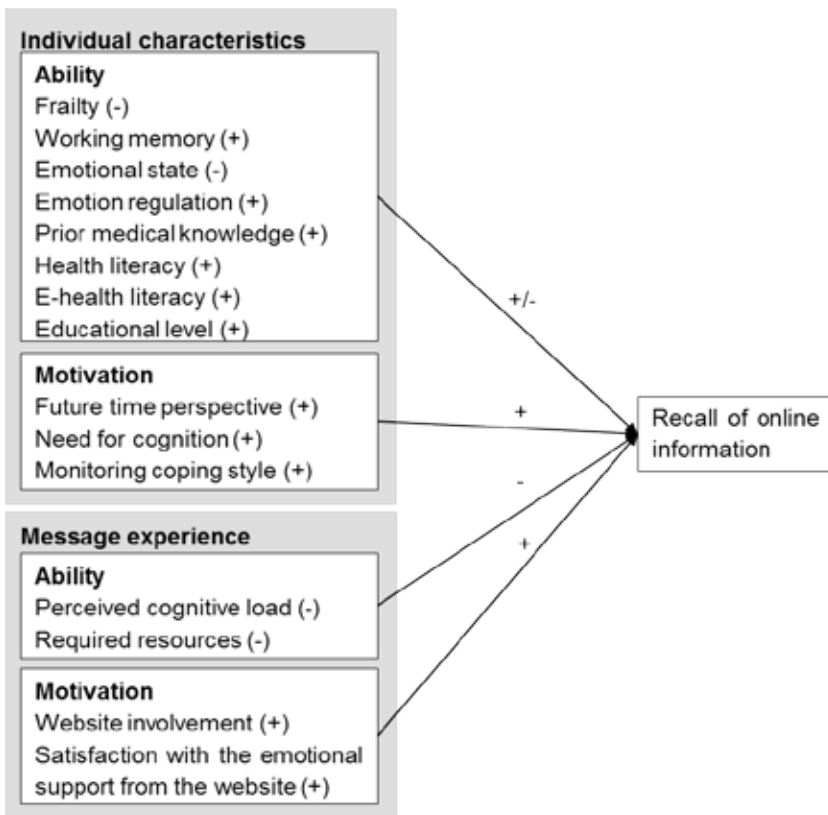 Individual characteristics
Ability
Frailty (-)
Working memory (+)
Emotional state (-)
Emotion regulation (+)
Prior medical knowledge (+)
Health literacy (+)
E-health literacy (+)
Educational level (+)
Motivation
Future time perspective (+)
Need for cognition (+)
Monitoring coping style (+)
Message experience
Ability
Perceived cognitive load (-)
Required resources (-)
Motivation
Website involvement (+)
Satisfaction with the emotional
support from the website (+)
+/-
+
-
+
Recall of online
information